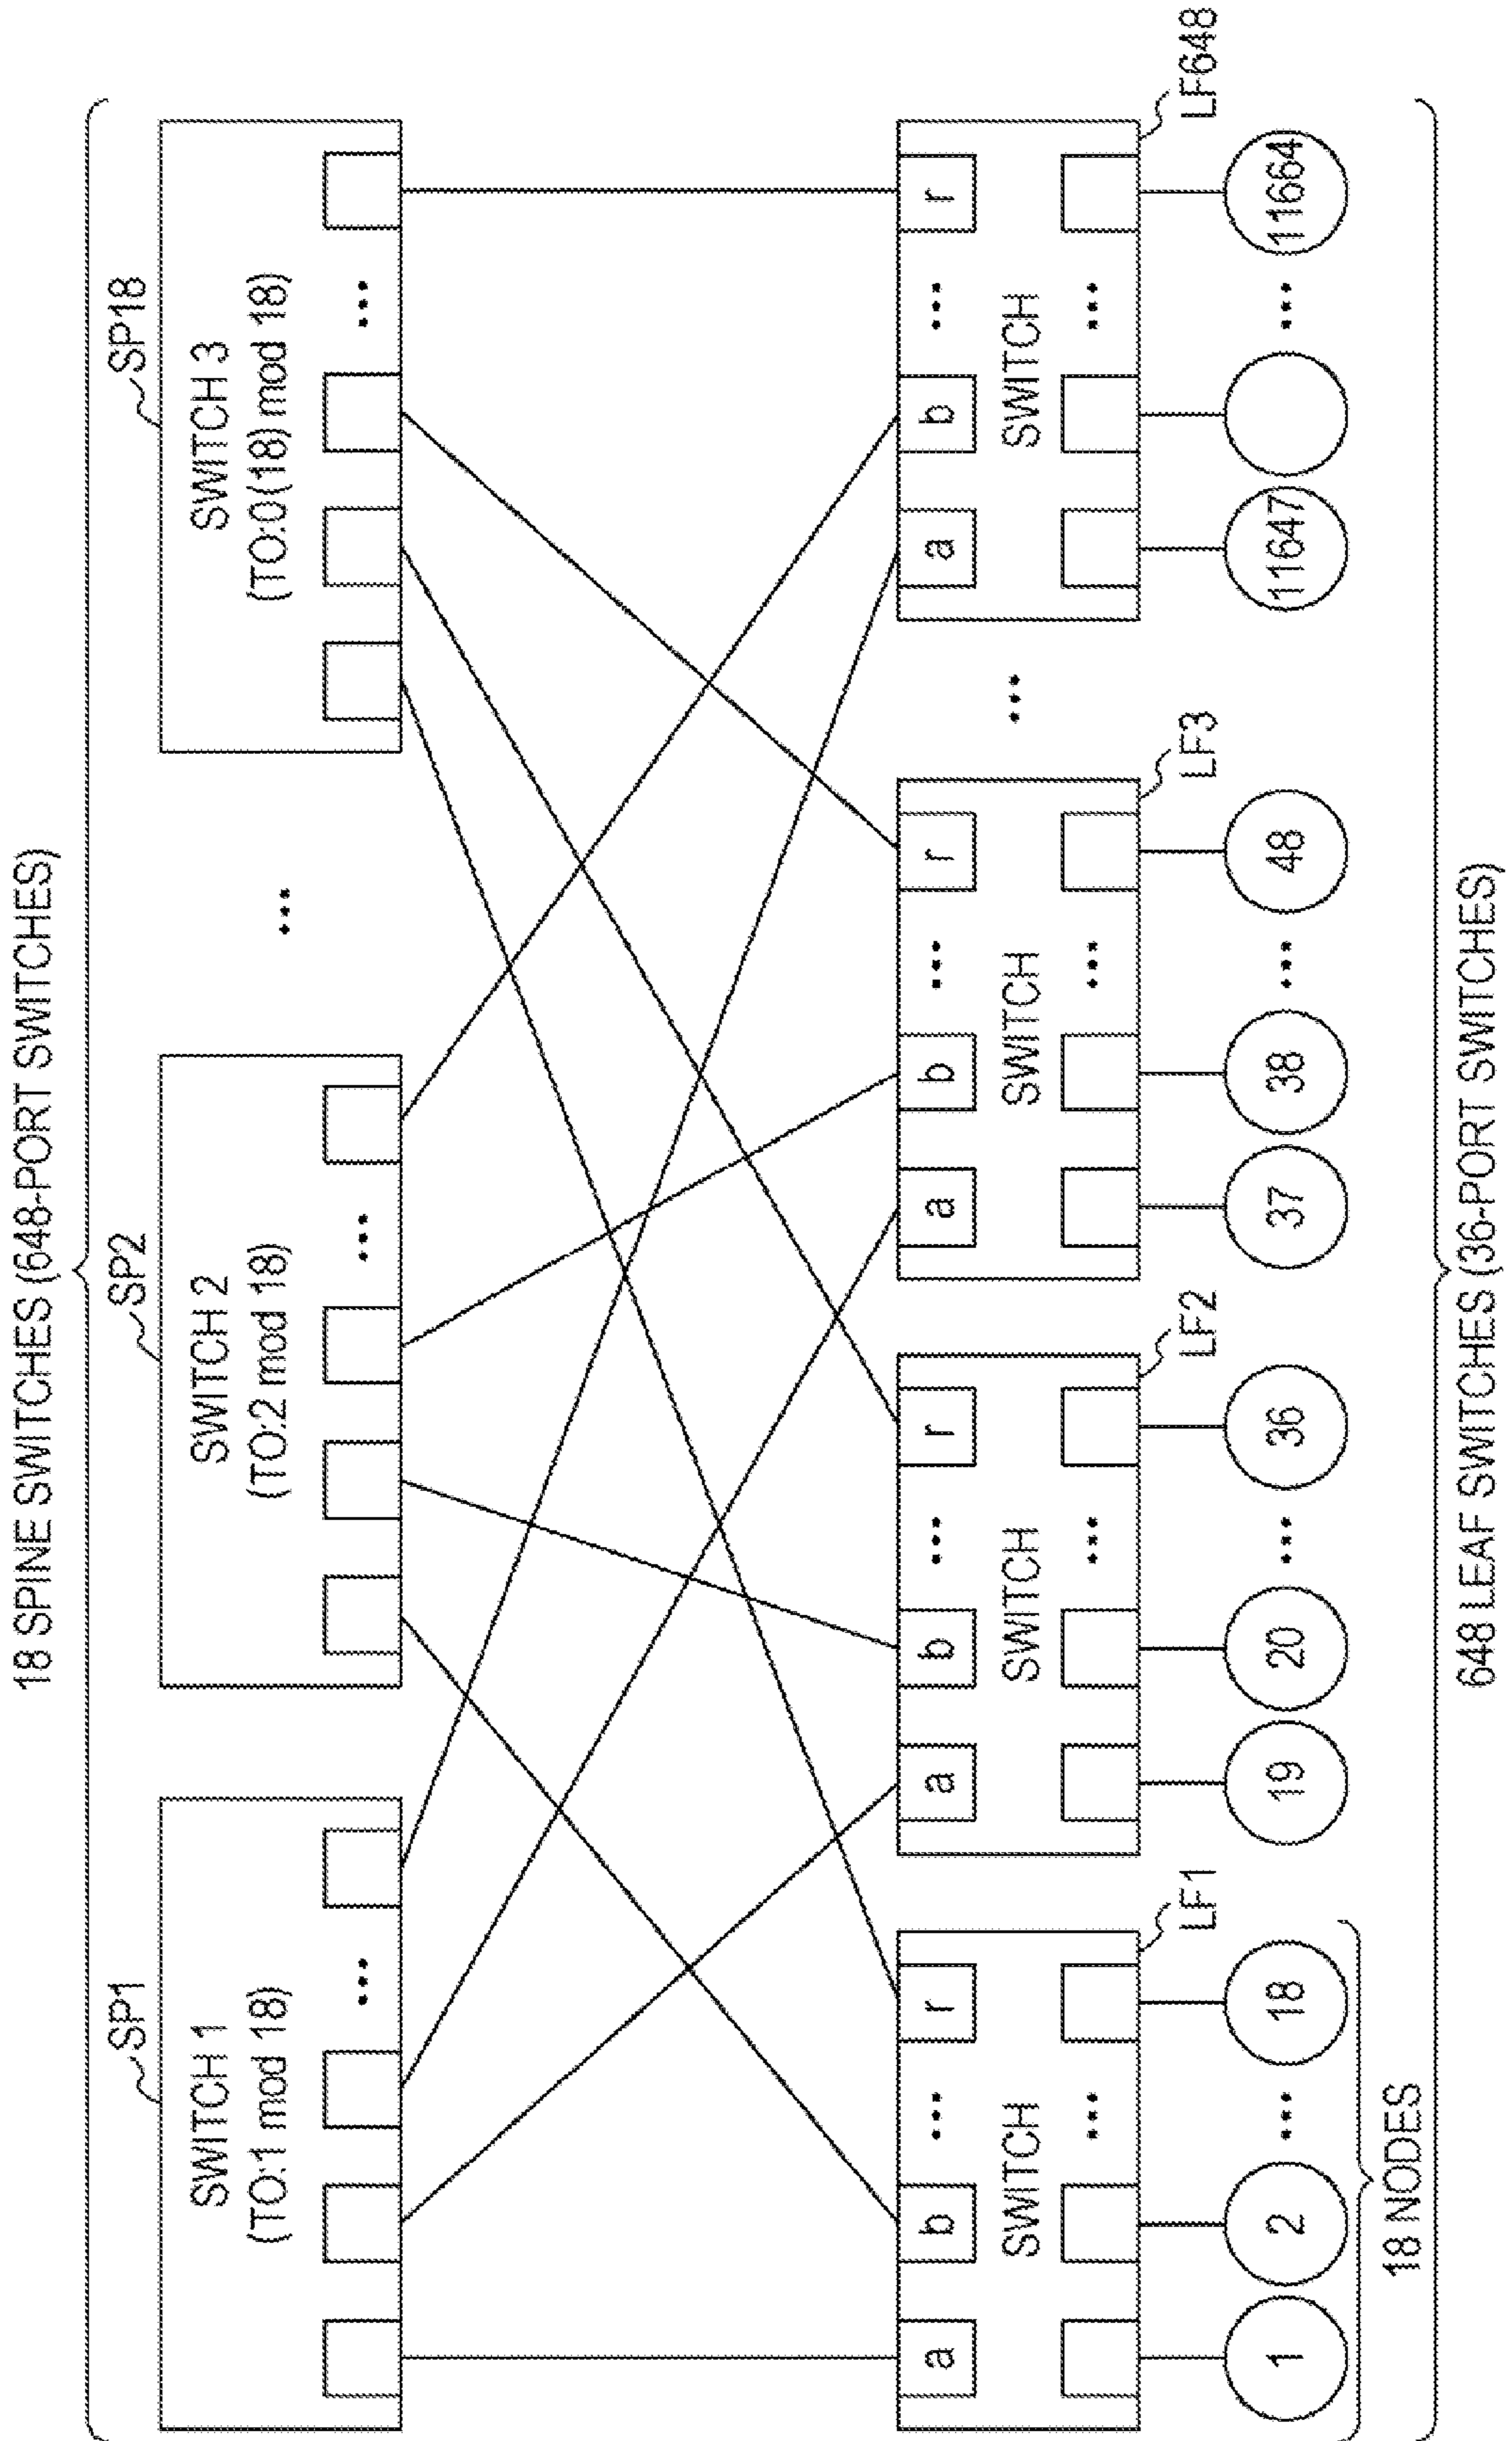 18 SPINE SWITCHES (648-PORT SWITCHES)
SP1
SP2
SP18
SWITCH 1
(TO:1 mod 18)
...
SWITCH 2
(TO:2 mod 18)
...
...
SWITCH 3
(TO:0(18) mod 18)
...
a b ... r
SWITCH
...
LF1
a b ... r
SWITCH
...
LF2
a b ... r
SWITCH
...
LF3
...
a b ... r
SWITCH
...
LF648
1 2 ... 18
19 20 ... 36
37 38 ... 48
11647 ... 11664
18 NODES
648 LEAF SWITCHES (36-PORT SWITCHES)